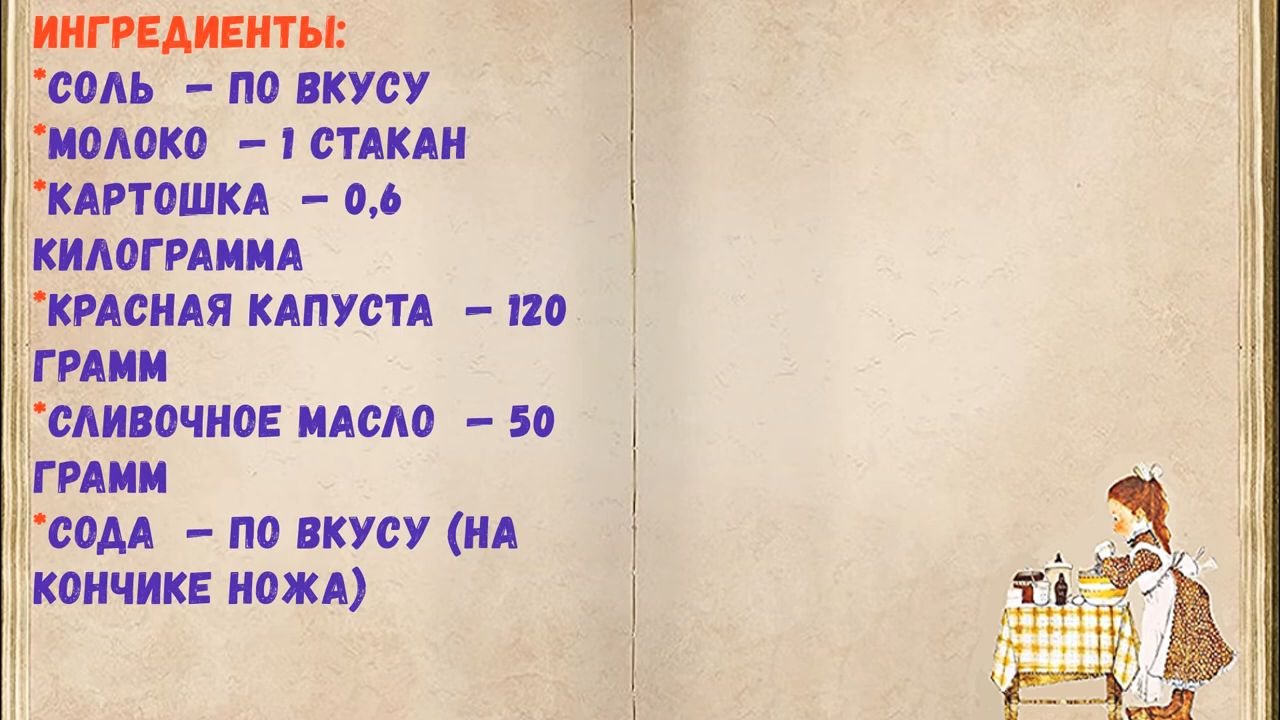 ИНГРЕДИЕНТЫ:
*СОЛЬ – ПО ВКУСУ
*МОЛОКО – 1 СТАКАН
*КАРТОШКА – 0,6
КИЛОГРАММА
*КРАСНАЯ КАПУСТА – 120
ГРАММ
*СЛИВОЧНОЕ МАСЛО – 50
ГРАММ
*СОДА – ПО ВКУСУ (НА
КОНЧИКЕ НОЖА)